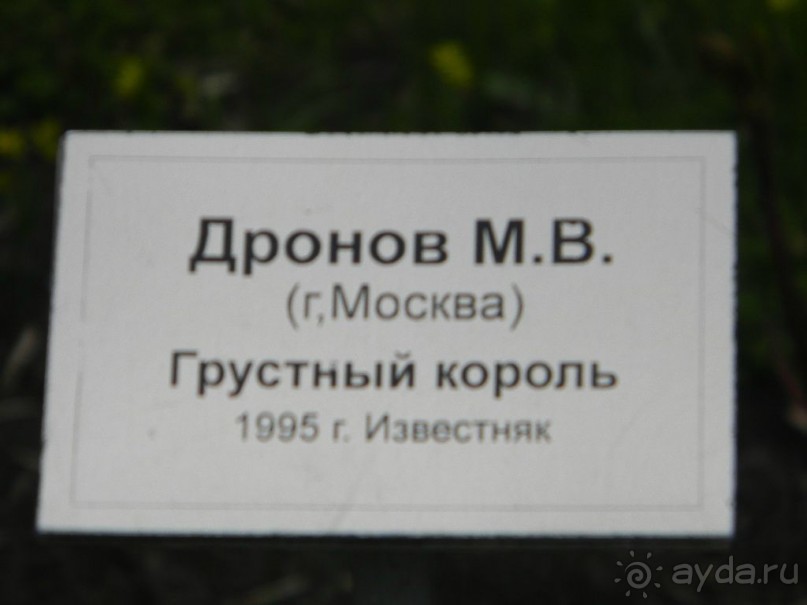 Дронов М.В.
(г,Москва)
Грустный король
1995 г. Известняк
ayda.ru